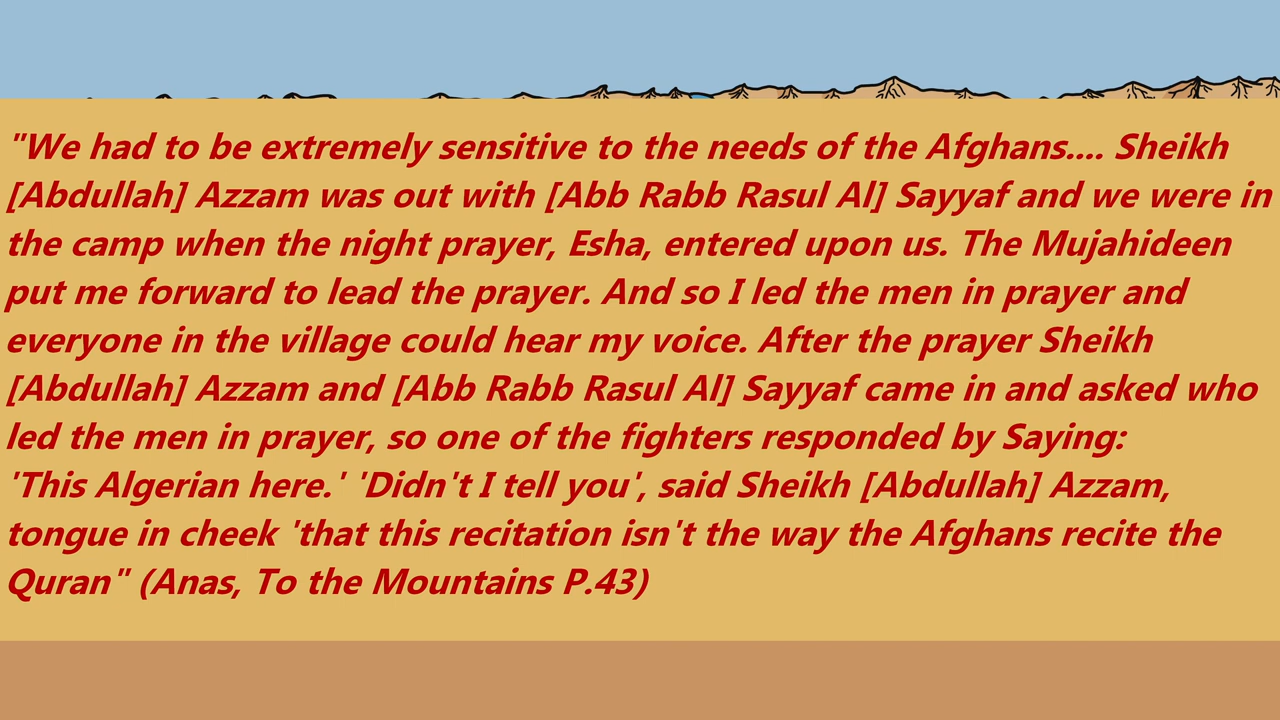 "We had to be extremely sensitive to the needs of the Afghans.... Sheikh
[Abdullah] Azzam was out with [Abb Rabb Rasul Al] Sayyaf and we were in
the camp when the night prayer, Esha, entered upon us. The Mujahideen
put me forward to lead the prayer. And so I led the men in prayer and
everyone in the village could hear my voice. After the prayer Sheikh
[Abdullah] Azzam and [Abb Rabb Rasul Al] Sayyaf came in and asked who
led the men in prayer, so one of the fighters responded by Saying:
'This Algerian here.' 'Didn't I tell you', said Sheikh [Abdullah] Azzam,
tongue in cheek 'that this recitation isn't the way the Afghans recite the
Quran" (Anas, To the Mountains P.43)